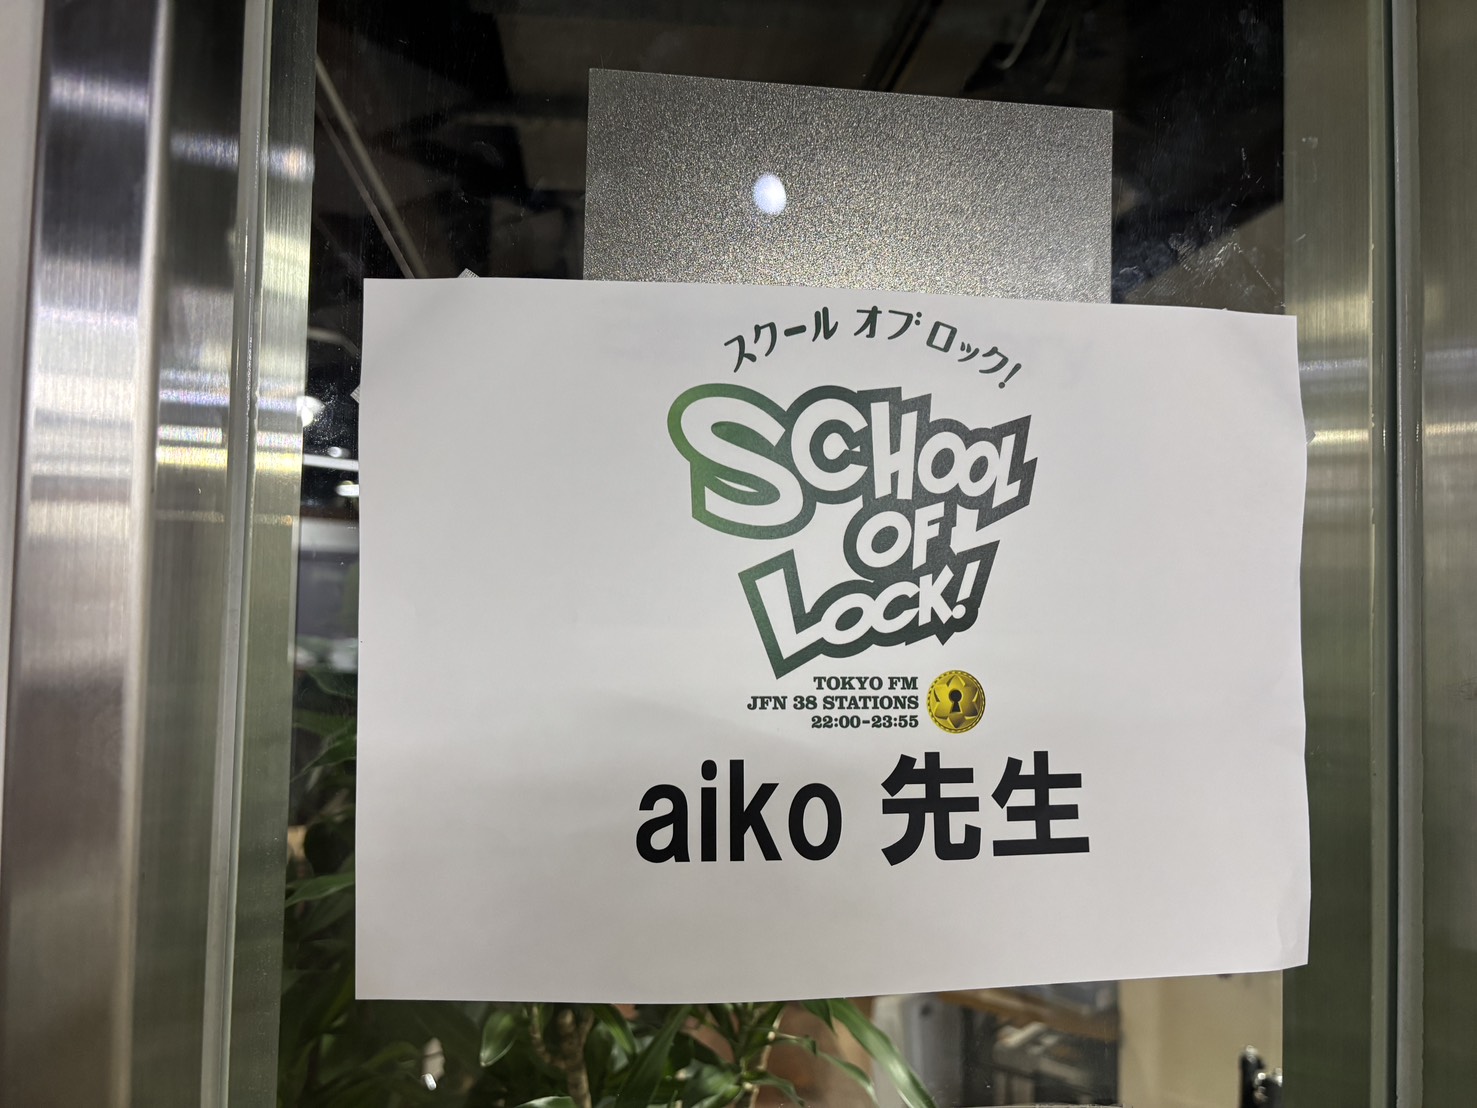 スクール オブ ロック!
SCHOOL
OF
LOCK!
TOKYO FM
JFN 38 STATIONS
22:00-23:55
aiko 先生